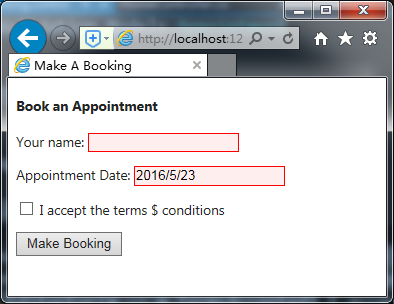 http://localhost:12
Make A Booking
Book an Appointment
Your name:
Appointment Date: 2016/5/23
I accept the terms $ conditions
Make Booking